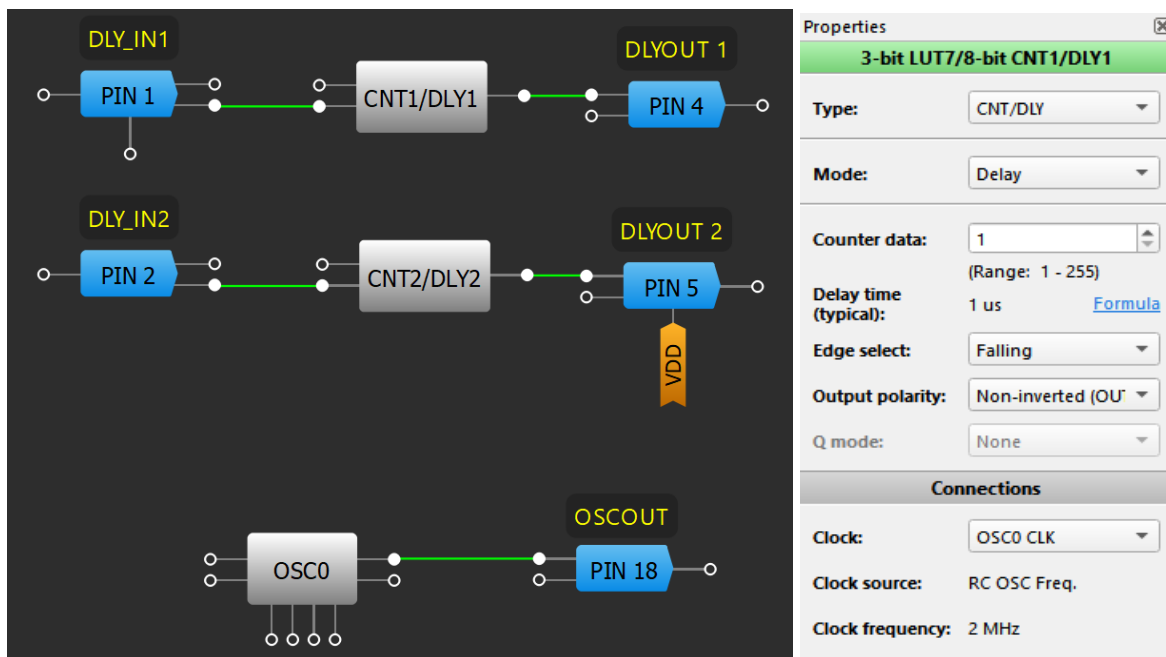 DLY_IN1
PIN 1
CNT1/DLY1
DLYOUT 1
PIN 4
DLY_IN2
PIN 2
CNT2/DLY2
DLYOUT 2
PIN 5
VDD
OSC0
OSCOUT
PIN 18
Properties
3-bit LUT7/8-bit CNT1/DLY1
Type: CNT/DLY
Mode: Delay
Counter data: 1
(Range: 1 - 255)
Delay time
(typical): 1 us Formula
Edge select: Falling
Output polarity: Non-inverted (OU
Q mode: None
Connections
Clock: OSC0 CLK
Clock source: RC OSC Freq.
Clock frequency: 2 MHz